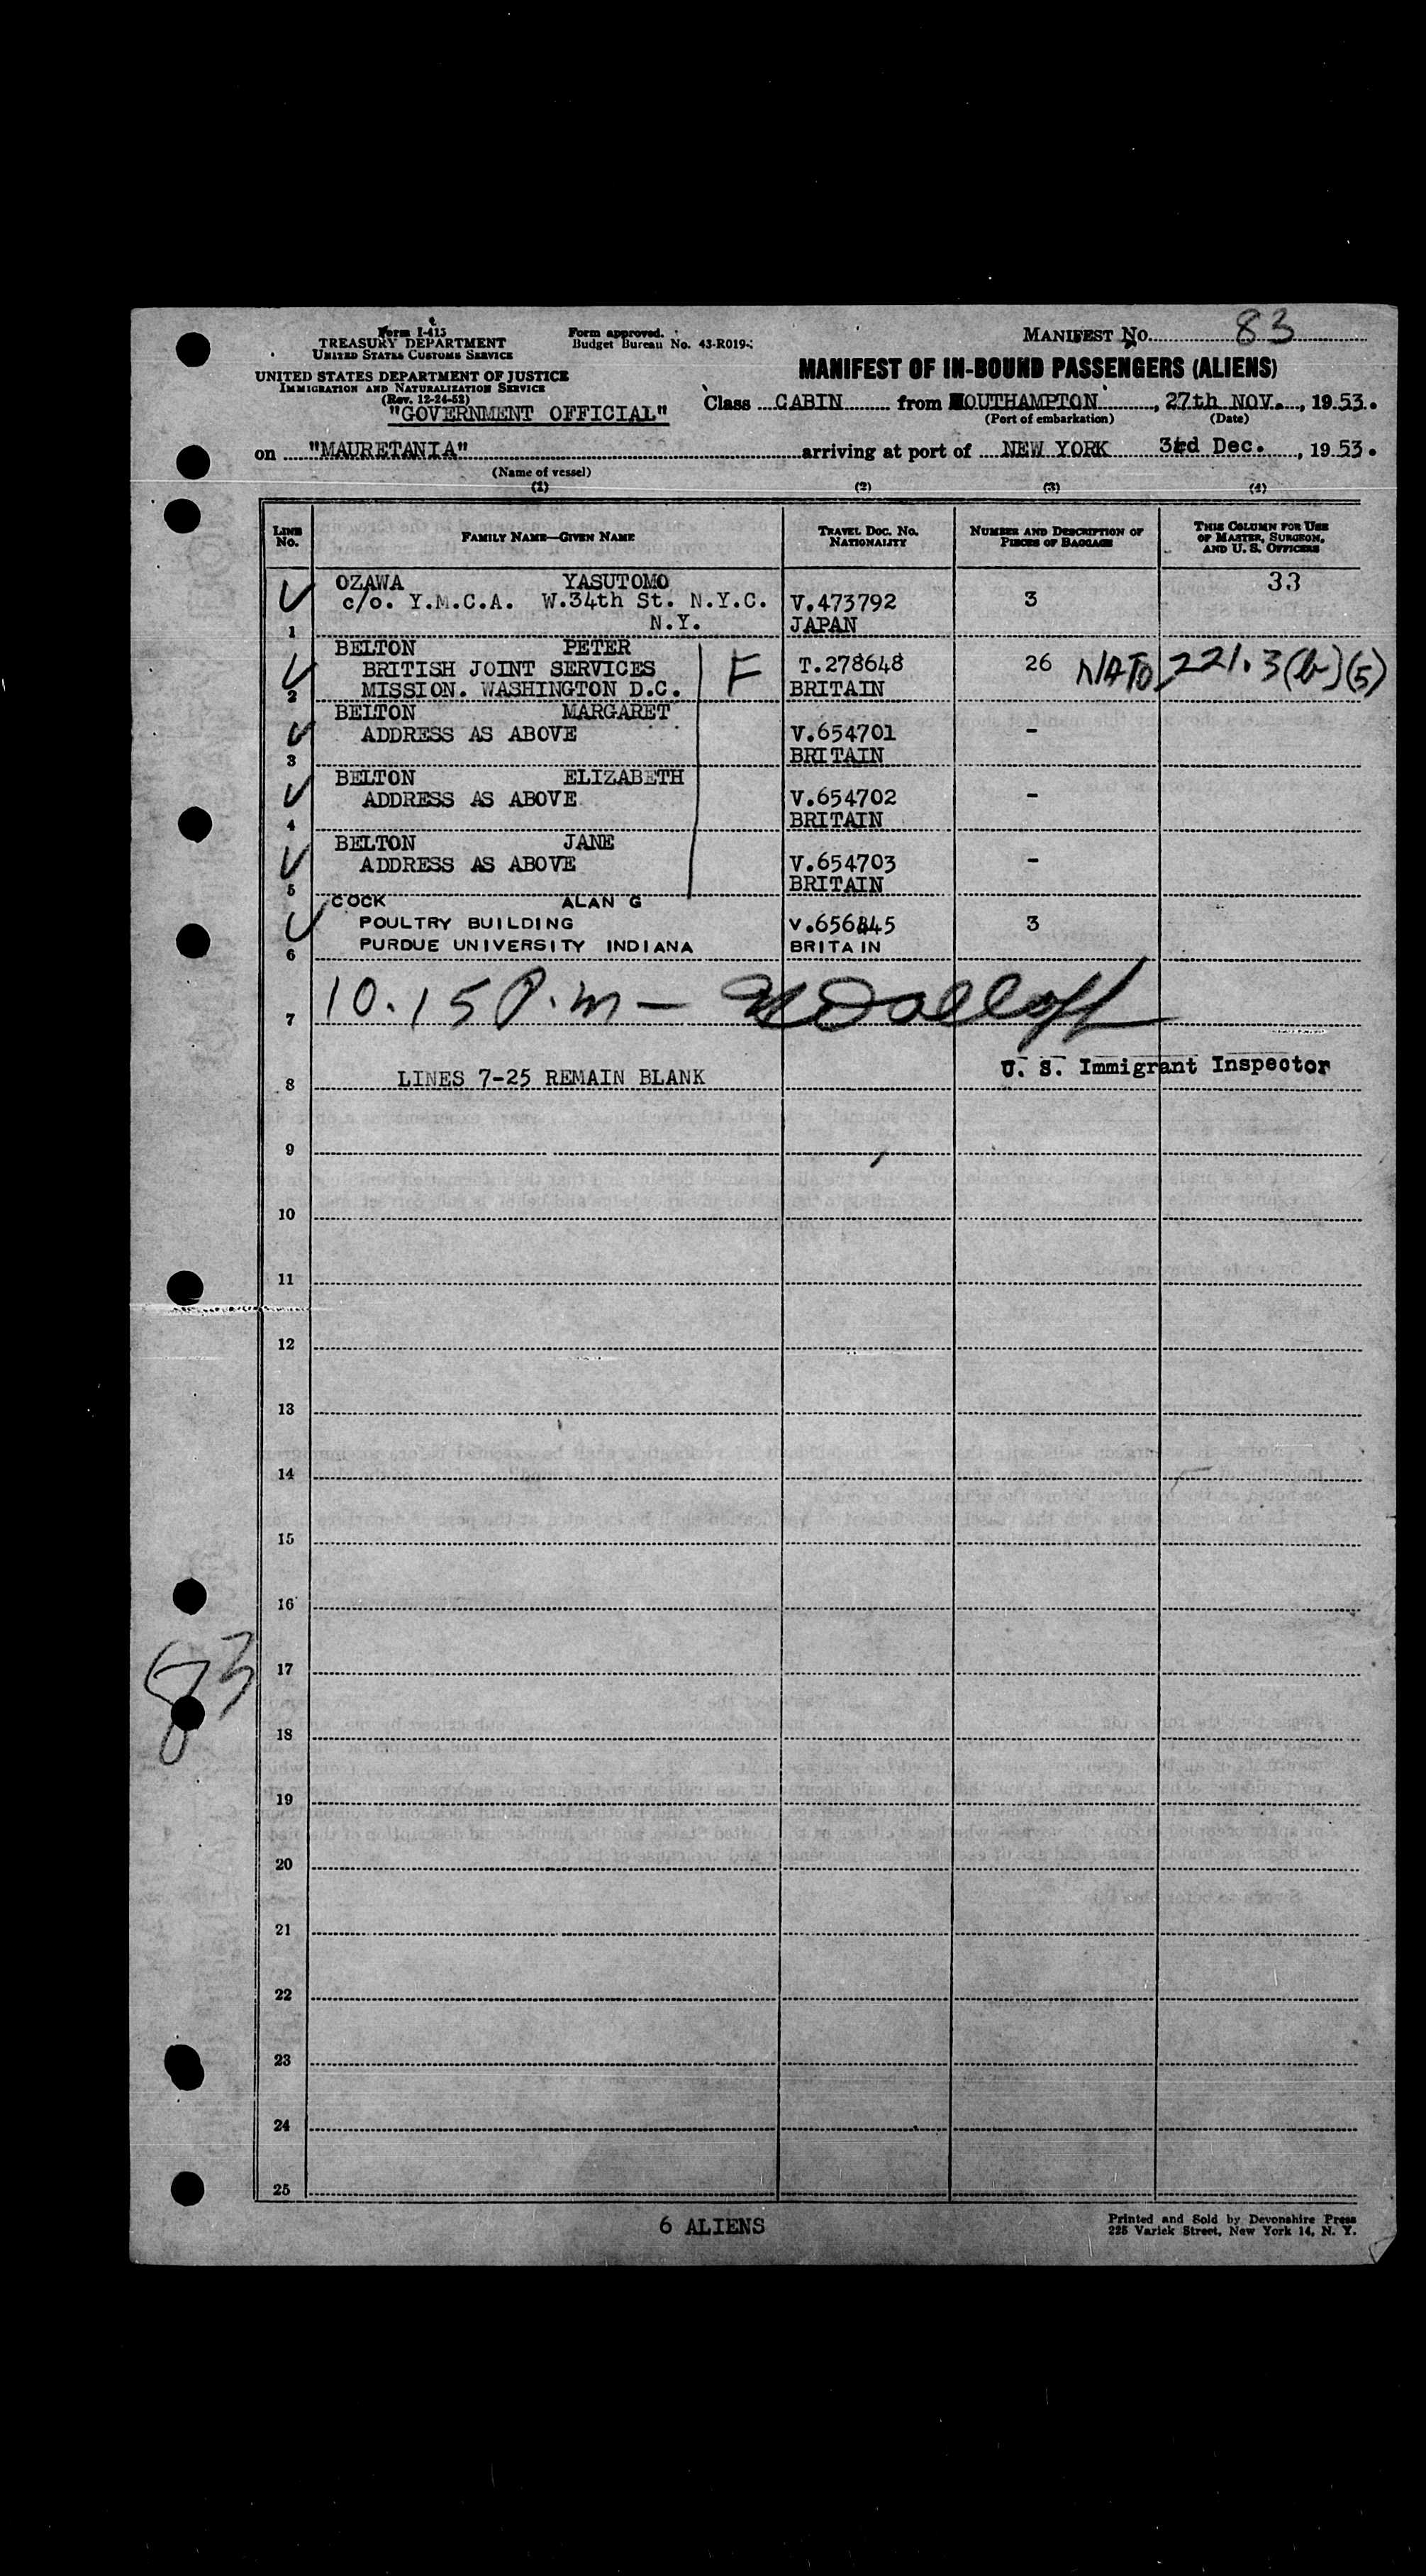 Form I-415
TREASURY DEPARTMENT
UNITED STATES CUSTOMS SERVICE
UNITED STATES DEPARTMENT OF JUSTICE
IMMIGRATION AND NATURALIZATION SERVICE
(Rev. 12-24-52)
"GOVERNMENT OFFICIAL"
Form approved.
Budget Bureau No. 43-R019-
MANIFEST No. 83
MANIFEST OF IN-BOUND PASSENGERS (ALIENS)
Class CABIN from SOUTHAMPTON, 27th NOV., 1953.
(Port of embarkation) (Date)
on "MAURETANIA" arriving at port of NEW YORK 3rd Dec., 1953.
(Name of vessel)
(1) (2) (3) (4)
LINE No. FAMILY NAME—GIVEN NAME TRAVEL DOC. NO. NATIONALITY NUMBER AND DESCRIPTION OF PIECES OF BAGGAGE THIS COLUMN FOR USE OF MASTER, SURGEON, AND U. S. OFFICERS
OZAWA YASUTOMO 33
c/o. Y.M.C.A. W.34th St. N.Y.C. V.473792 3
1 N.Y. JAPAN
BELTON PETER
BRITISH JOINT SERVICES F T.278648 26 NATO 221.3(b)(5)
2 MISSION. WASHINGTON D.C. BRITAIN
BELTON MARGARET
ADDRESS AS ABOVE V.654701 -
3 BRITAIN
BELTON ELIZABETH
ADDRESS AS ABOVE V.654702 -
4 BRITAIN
BELTON JANE
ADDRESS AS ABOVE V.654703 -
5 BRITAIN
COCK ALAN G
POULTRY BUILDING V.656845 3
6 PURDUE UNIVERSITY INDIANA BRITAIN
7 10.15 P.m —
U. S. Immigrant Inspector
8 LINES 7-25 REMAIN BLANK
9
10
11
12
13
14
15
16
83
17
18
19
20
21
22
23
24
25
6 ALIENS
Printed and Sold by Devonshire Press
225 Varick Street, New York 14, N. Y.